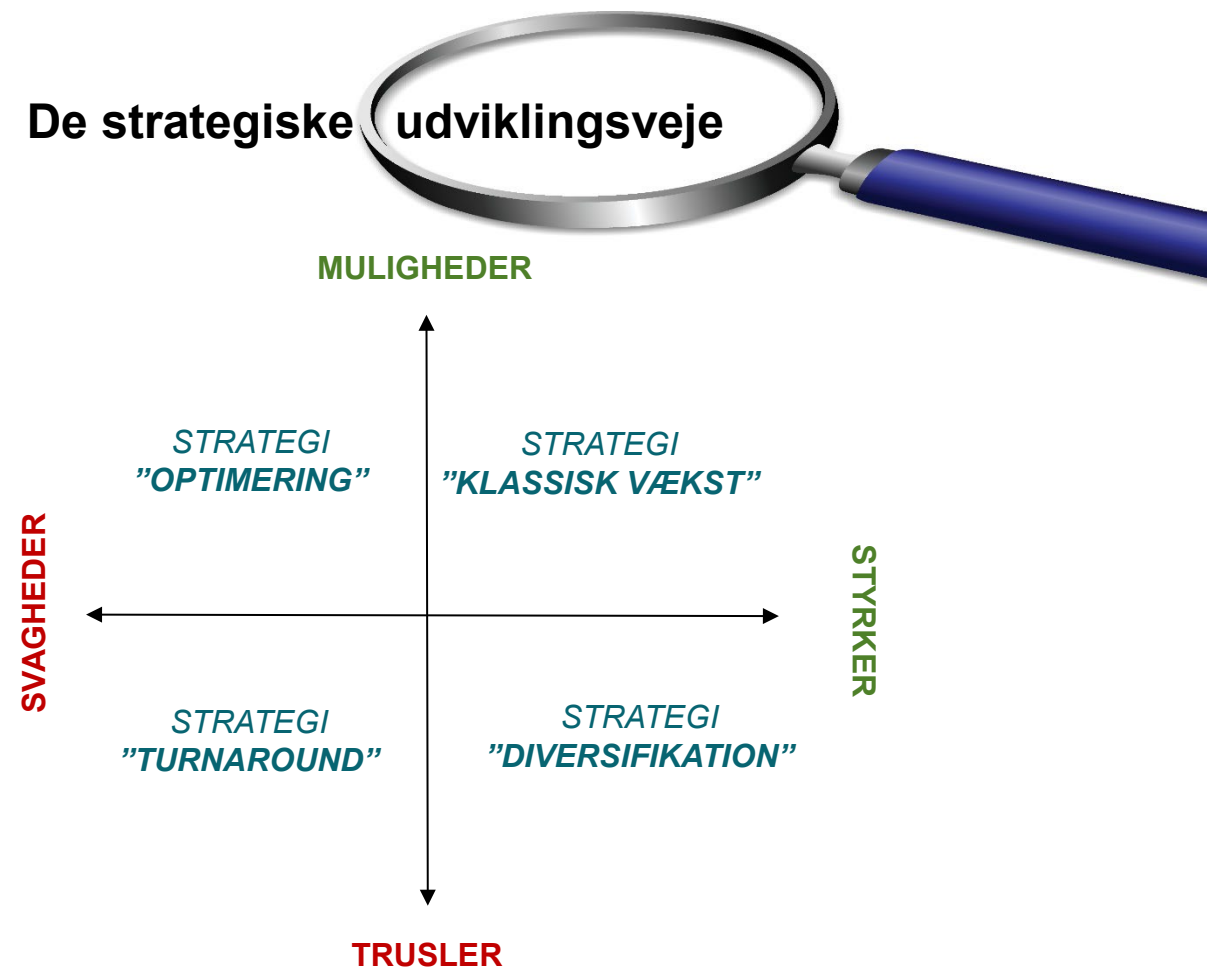 De strategiske udviklingsveje
MULIGHEDER
STRATEGI
”OPTIMERING”
STRATEGI
”KLASSISK VÆKST”
SVAGHEDER
STYRKER
STRATEGI
”TURNAROUND”
STRATEGI
”DIVERSIFIKATION”
TRUSLER